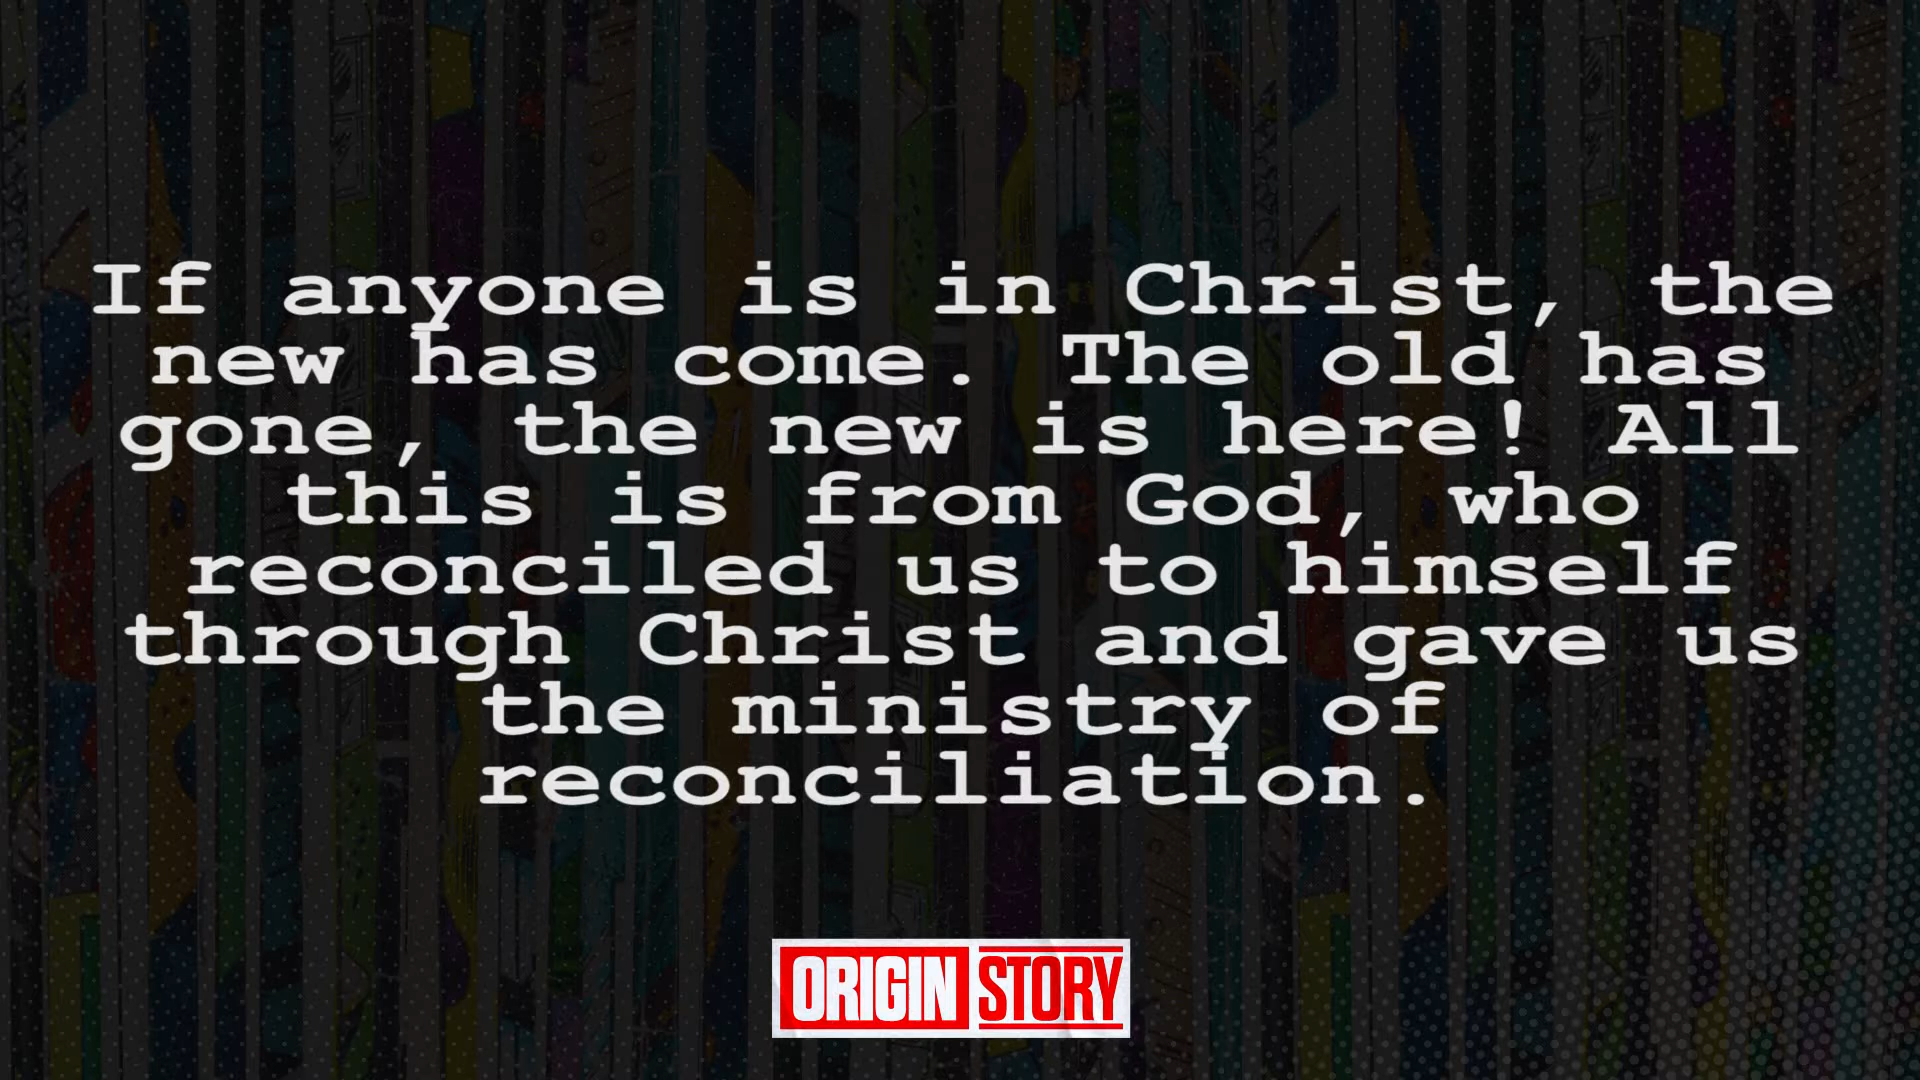 If anyone is in Christ, the
new has come. The old has
gone, the new is here! All
this is from God, who
reconciled us to himself
through Christ and gave us
the ministry of
reconciliation.
ORIGIN STORY